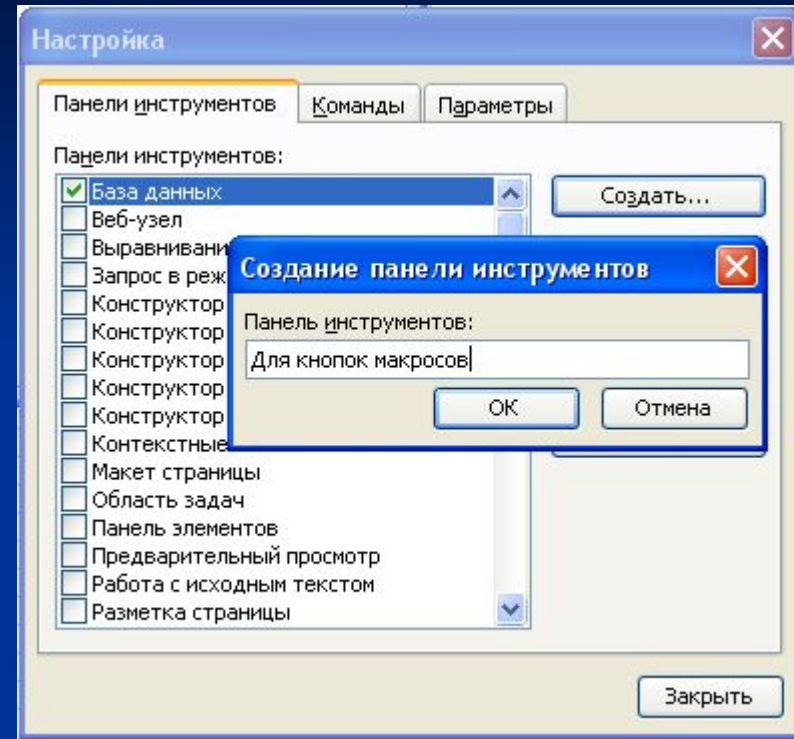 Настройка
Панели инструментов Команды Параметры
Панели инструментов:
База данных
Создать...
Веб-узел
Выравнивани
Запрос в реж
Создание панели инструментов
Конструктор
Панель инструментов:
Конструктор
Конструктор
Для кнопок макросов
Конструктор
Конструктор
ОК Отмена
Контекстные
Макет страницы
Область задач
Панель элементов
Предварительный просмотр
Работа с исходным текстом
Разметка страницы
Закрыть